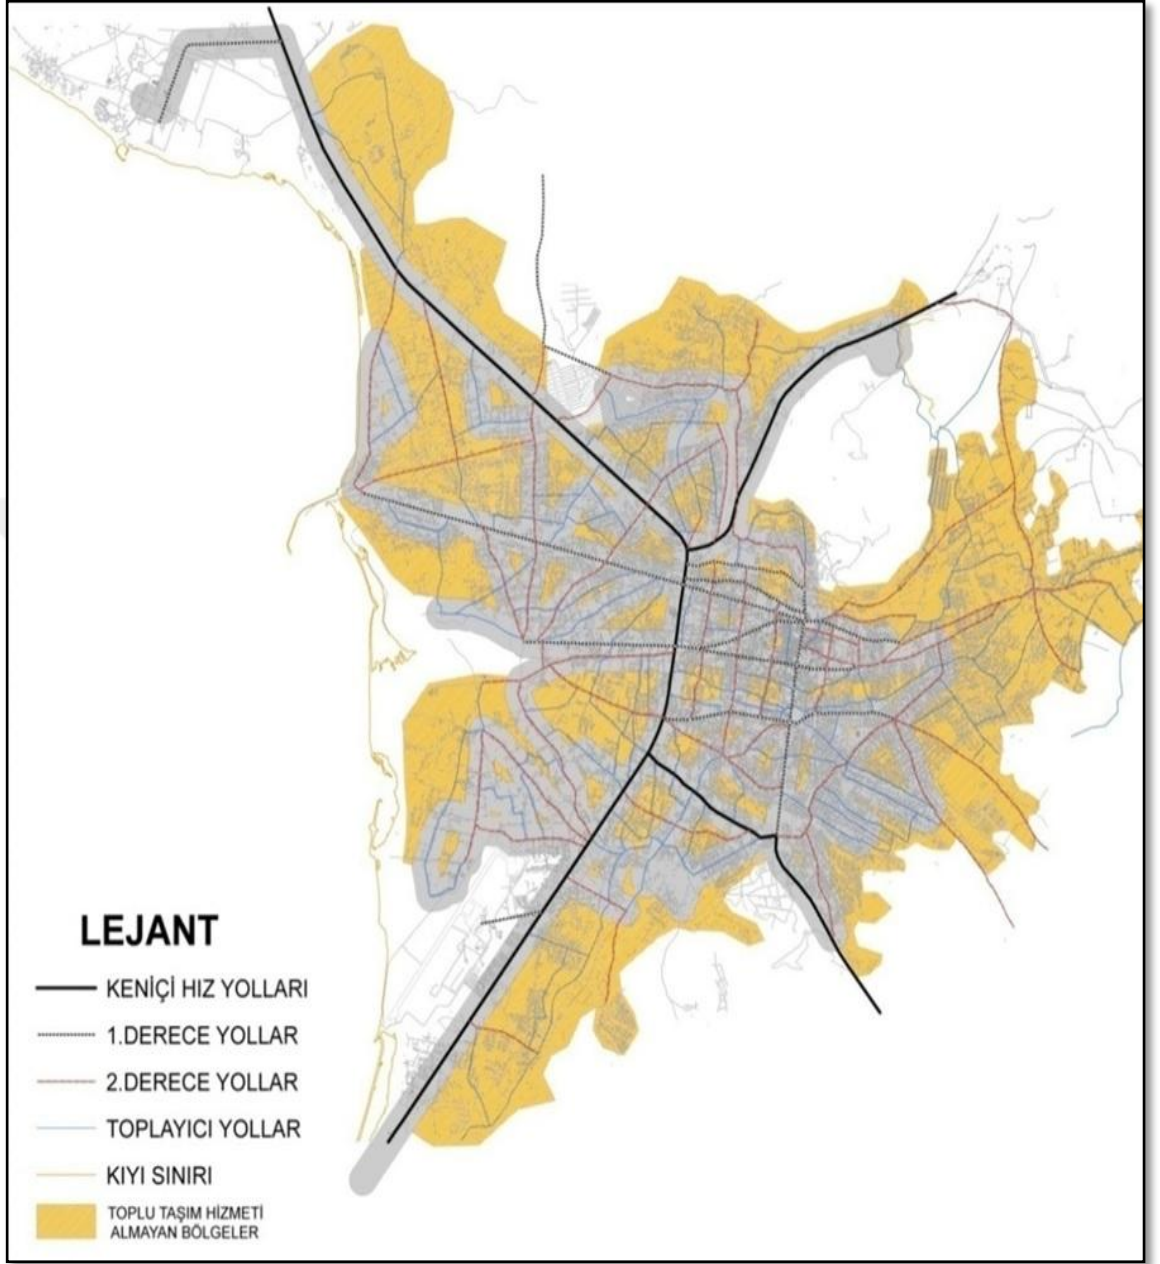 LEJANT
KENİÇİ HIZ YOLLARI
1.DERECE YOLLAR
2.DERECE YOLLAR
TOPLAYICI YOLLAR
KIYI SINIRI
TOPLU TAŞIM HİZMETİ
ALMAYAN BÖLGELER